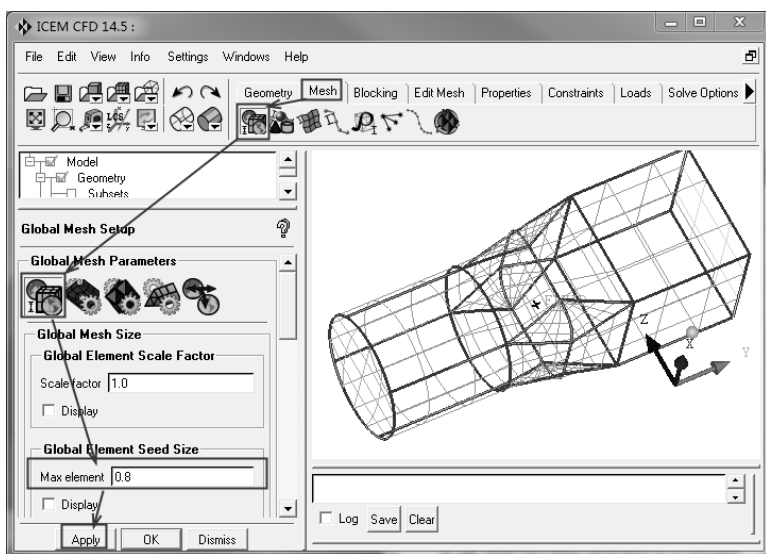 ICEM CFD 14.5 :
File Edit View Info Settings Windows Help
Geometry Mesh Blocking Edit Mesh Properties Constraints Loads Solve Options
LCS
Model
Geometry
Subsets
Global Mesh Setup
Global Mesh Parameters
Global Mesh Size
Global Element Scale Factor
Scale factor 1.0
Display
Global Element Seed Size
Max element 0.8
Display
Apply OK Dismiss
Z
X
Y
Log Save Clear